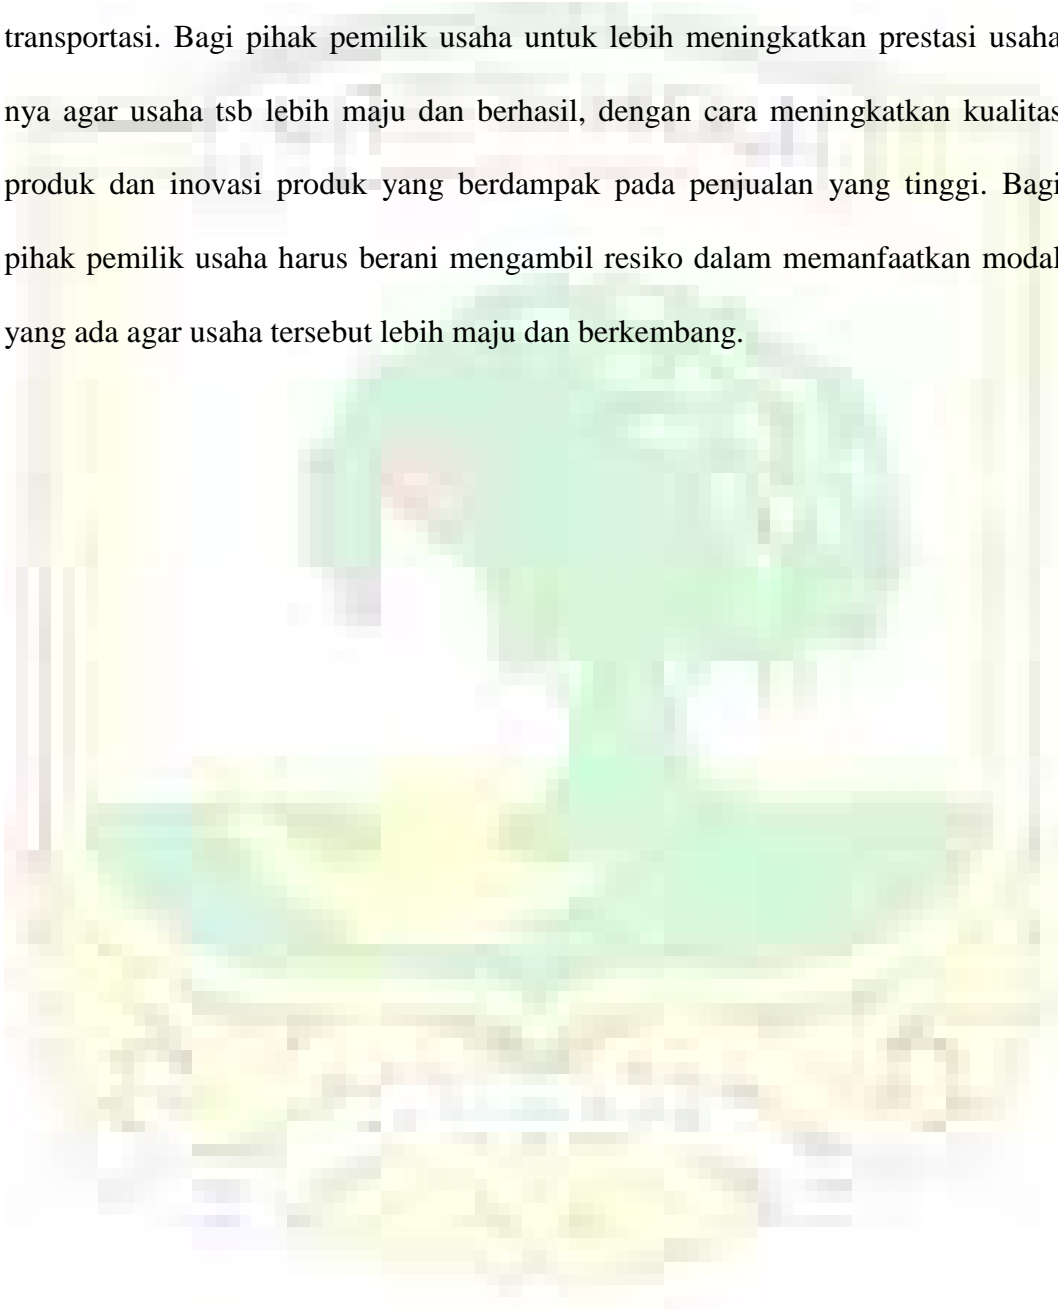 transportasi. Bagi pihak pemilik usaha untuk lebih meningkatkan prestasi usaha
nya agar usaha tsb lebih maju dan berhasil, dengan cara meningkatkan kualitas
produk dan inovasi produk yang berdampak pada penjualan yang tinggi. Bagi
pihak pemilik usaha harus berani mengambil resiko dalam memanfaatkan modal
yang ada agar usaha tersebut lebih maju dan berkembang.